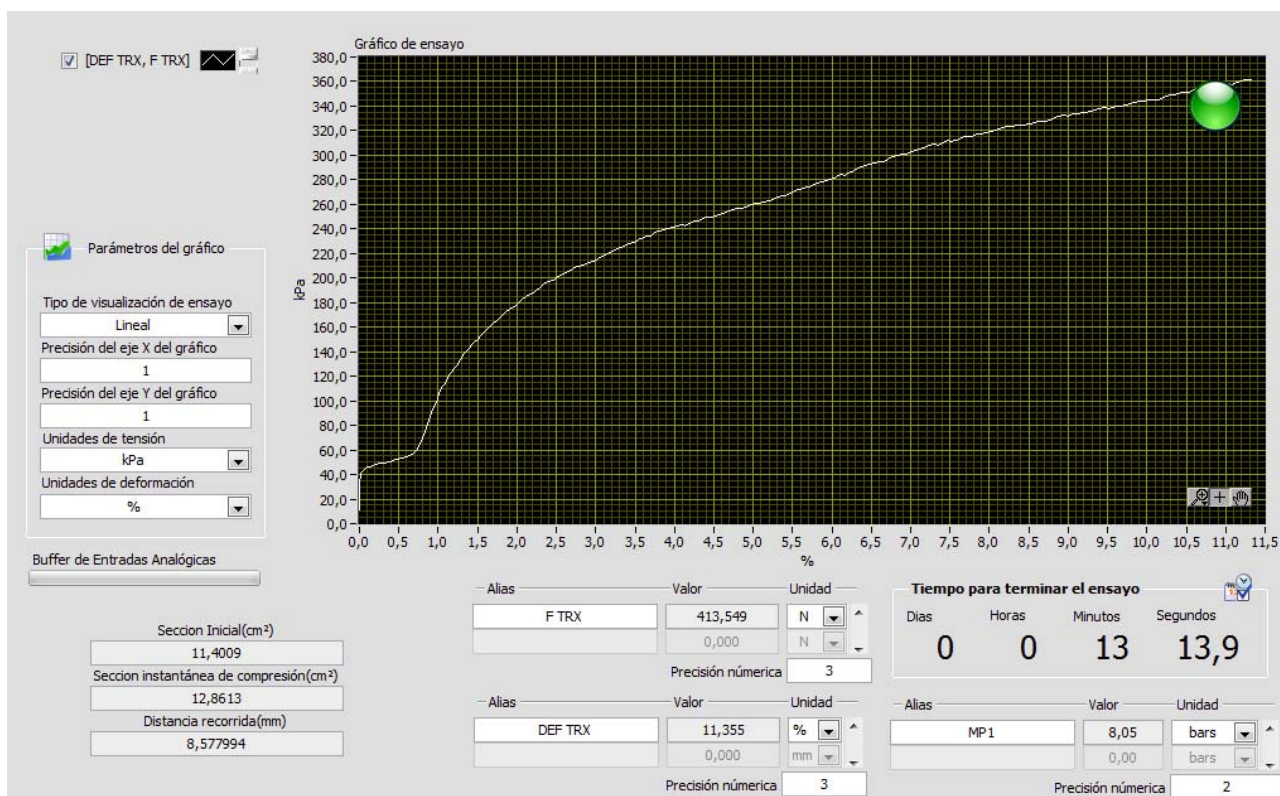 [DEF TRX, F TRX]
Gráfico de ensayo
380,0
360,0
340,0
320,0
300,0
280,0
260,0
240,0
220,0
200,0
180,0
160,0
140,0
120,0
100,0
80,0
60,0
40,0
20,0
0,0
kPa
0,0 0,5 1,0 1,5 2,0 2,5 3,0 3,5 4,0 4,5 5,0 5,5 6,0 6,5 7,0 7,5 8,0 8,5 9,0 9,5 10,0 10,5 11,0 11,5
%
Parámetros del gráfico
Tipo de visualización de ensayo
Lineal
Precisión del eje X del gráfico
1
Precisión del eje Y del gráfico
1
Unidades de tensión
kPa
Unidades de deformación
%
Buffer de Entradas Analógicas
Seccion Inicial(cm²)
11,4009
Seccion instantánea de compresión(cm²)
12,8613
Distancia recorrida(mm)
8,577994
Alias Valor Unidad
F TRX 413,549 N
0,000 N
Precisión númerica 3
Alias Valor Unidad
DEF TRX 11,355 %
0,000 mm
Precisión númerica 3
Tiempo para terminar el ensayo
Dias Horas Minutos Segundos
0 0 13 13,9
Alias Valor Unidad
MP1 8,05 bars
0,00 bars
Precisión númerica 2